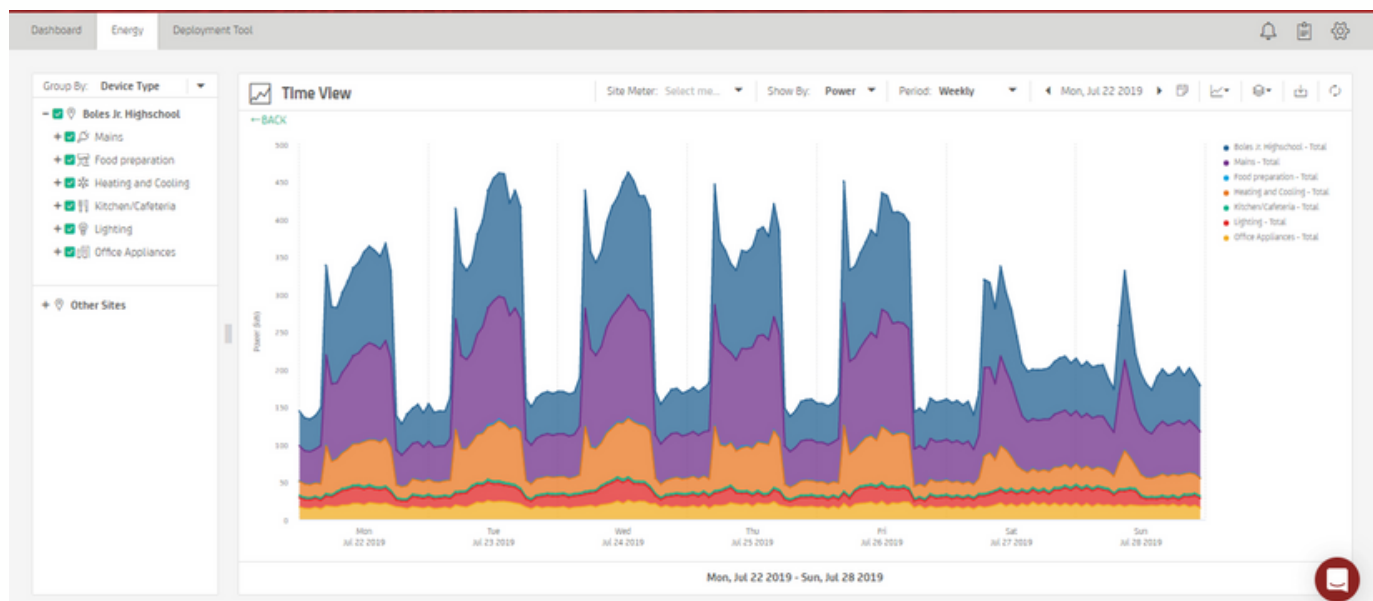 Dashboard Energy Deployment Tool
Group By: Device Type
Boles Jr. Highschool
Mains
Food preparation
Heating and Cooling
Kitchen/Cafeteria
Lighting
Office Appliances
Other Sites
Time View
Site Meter: Select me... Show By: Power Period: Weekly Mon, Jul 22 2019
←BACK
Power (kW)
500
450
400
350
300
250
200
150
100
50
0
Mon Tue Wed Thu Fri Sat Sun
Jul 22 2019 Jul 23 2019 Jul 24 2019 Jul 25 2019 Jul 26 2019 Jul 27 2019 Jul 28 2019
Boles Jr. Highschool - Total
Mains - Total
Food preparation - Total
Heating and Cooling - Total
Kitchen/Cafeteria - Total
Lighting - Total
Office Appliances - Total
Mon, Jul 22 2019 - Sun, Jul 28 2019